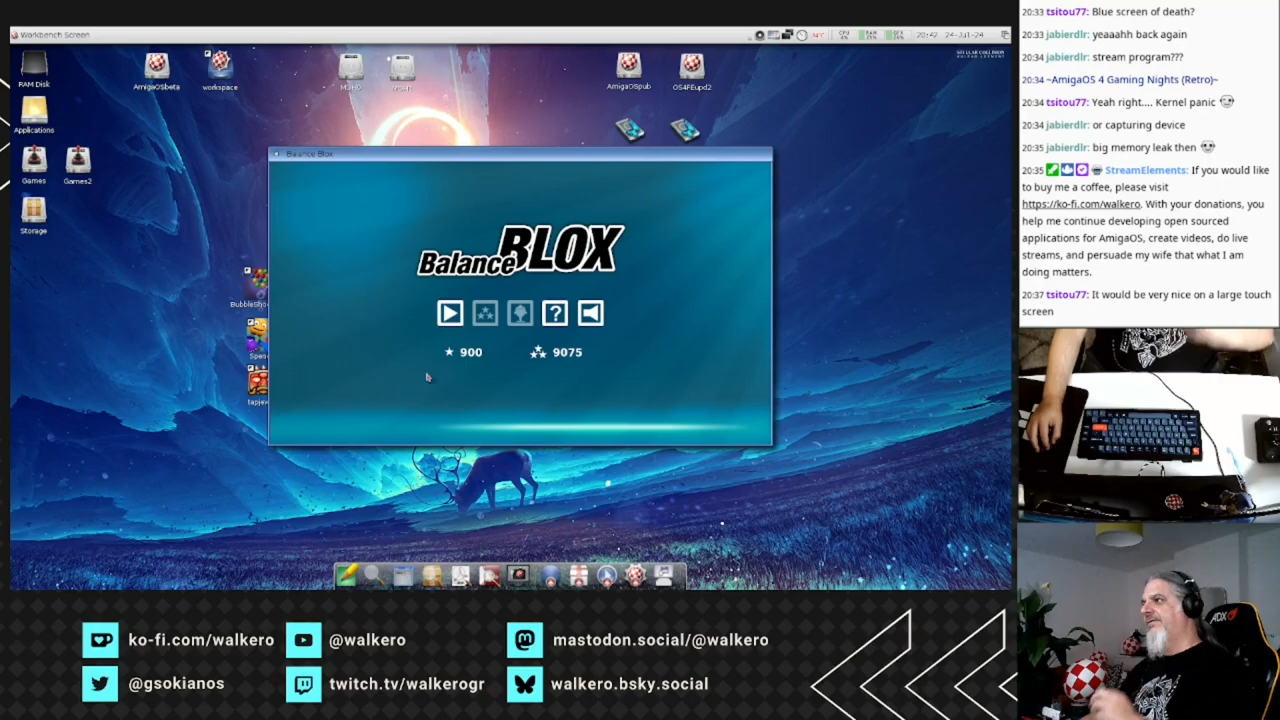 Workbench Screen
20:42 24-Jul-24
RAM Disk
AmigaOSbeta
workspace
AmigaOSpub
OS4FEupd2
Applications
Games
Games2
Storage
Balance Blox
Balance BLOX
900
9075
20:33 tsitou77: Blue screen of death?
20:33 jabierdlr: yeaaahh back again
20:34 jabierdlr: stream program???
20:34 ~AmigaOS 4 Gaming Nights (Retro)~
20:34 tsitou77: Yeah right.... Kernel panic
20:34 jabierdlr: or capturing device
20:35 jabierdlr: big memory leak then
20:35 StreamElements: If you would like
to buy me a coffee, please visit
https://ko-fi.com/walkero. With your donations, you
help me continue developing open sourced
applications for AmigaOS, create videos, do live
streams, and persuade my wife that what I am
doing matters.
20:37 tsitou77: It would be very nice on a large touch
screen
ko-fi.com/walkero
@walkero
mastodon.social/@walkero
@gsokianos
twitch.tv/walkerogr
walkero.bsky.social